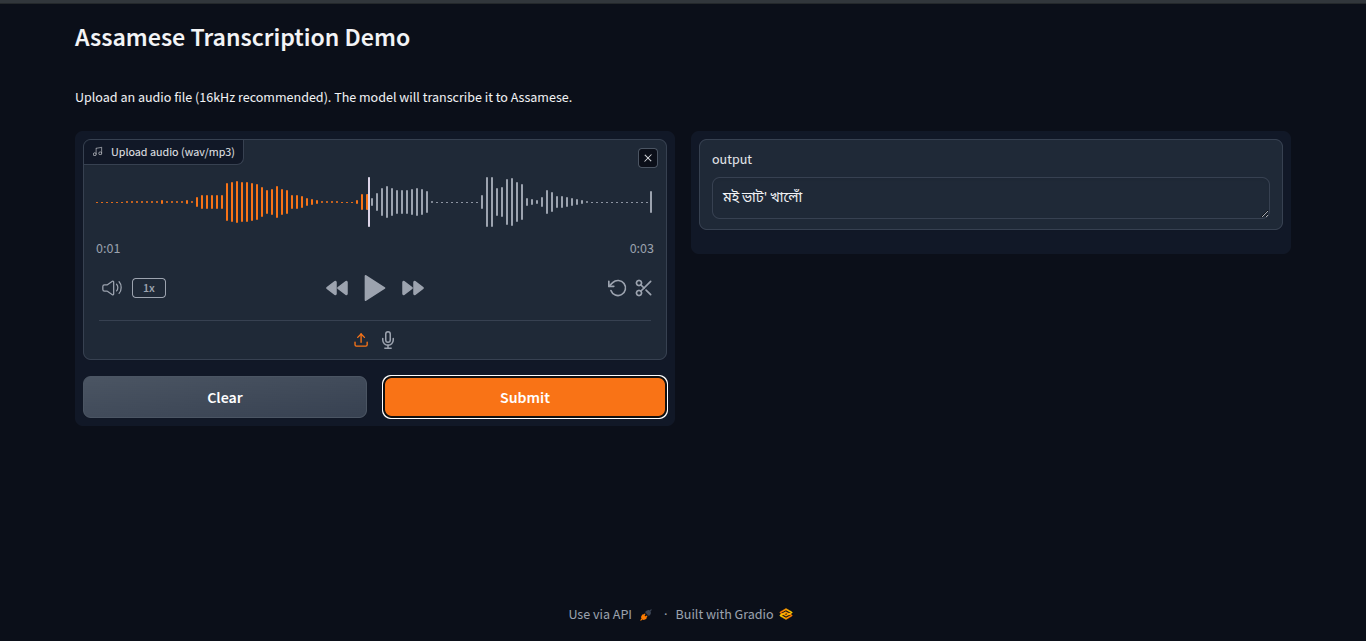 Assamese Transcription Demo
Upload an audio file (16kHz recommended). The model will transcribe it to Assamese.
Upload audio (wav/mp3)
0:01
0:03
1x
Clear
Submit
output
মই ভাট' খালোঁ
Use via API · Built with Gradio